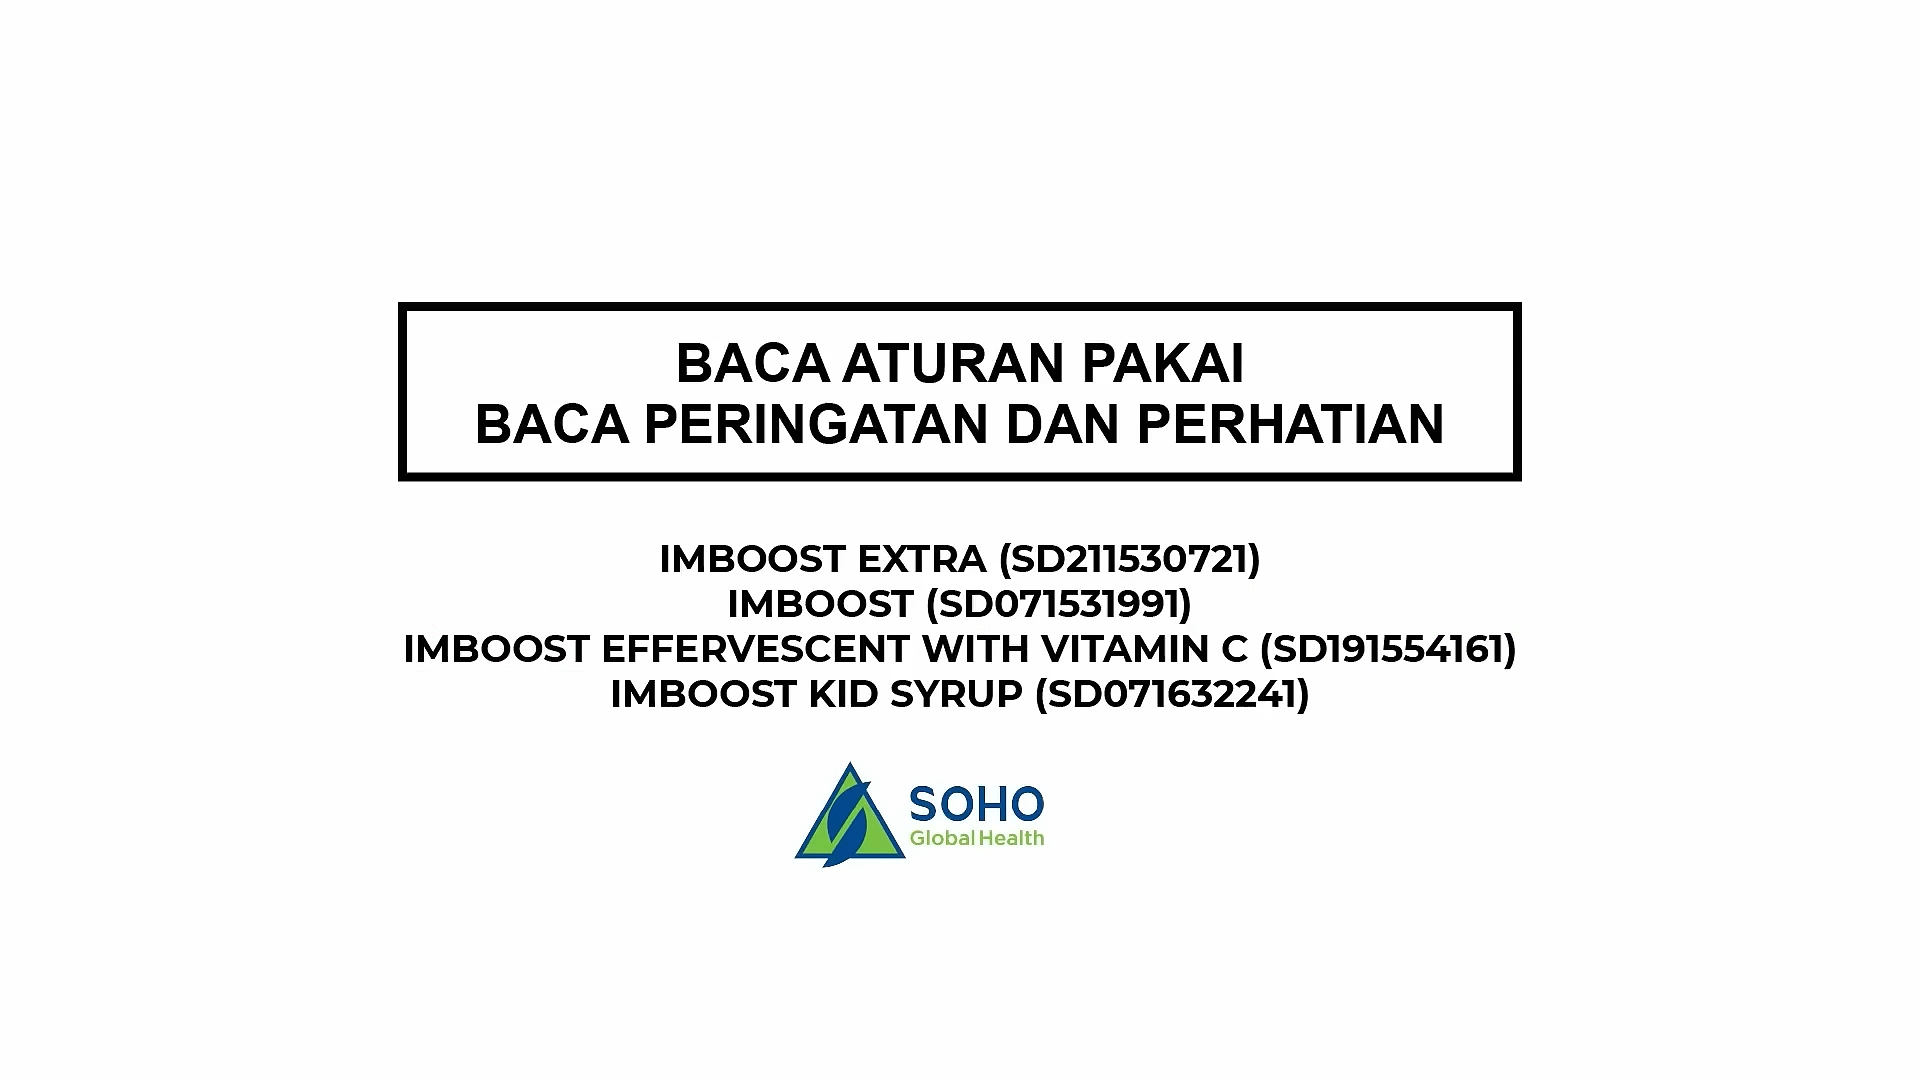 BACA ATURAN PAKAI
BACA PERINGATAN DAN PERHATIAN
IMBOOST EXTRA (SD211530721)
IMBOOST (SD071531991)
IMBOOST EFFERVESCENT WITH VITAMIN C (SD191554161)
IMBOOST KID SYRUP (SD071632241)
SOHO
Global Health